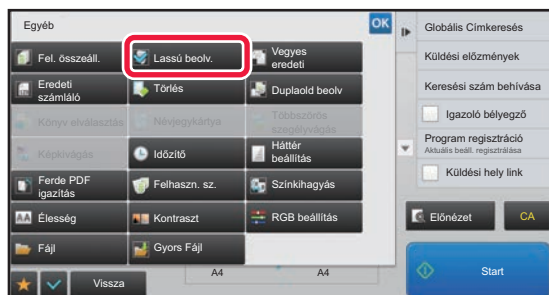 Egyéb
OK
Fel. összeáll.
Lassú beolv.
Vegyes
eredeti
Eredeti
számláló
Törlés
Duplaold beolv
Könyv elválasztás
Névjegykártya
Többszörös
szegélyvágás
Képkivágás
Időzítő
Háttér
beállítás
Ferde PDF
igazítás
Felhaszn. sz.
Színkihagyás
AA Élesség
Kontraszt
RGB beállítás
Fájl
Gyors Fájl
Vissza
A4
A4
Globális Címkeresés
Küldési előzmények
Keresési szám behívása
Igazoló bélyegző
Program regisztráció
Aktuális beáll. regisztrálása
Küldési hely link
Előnézet
CA
Start